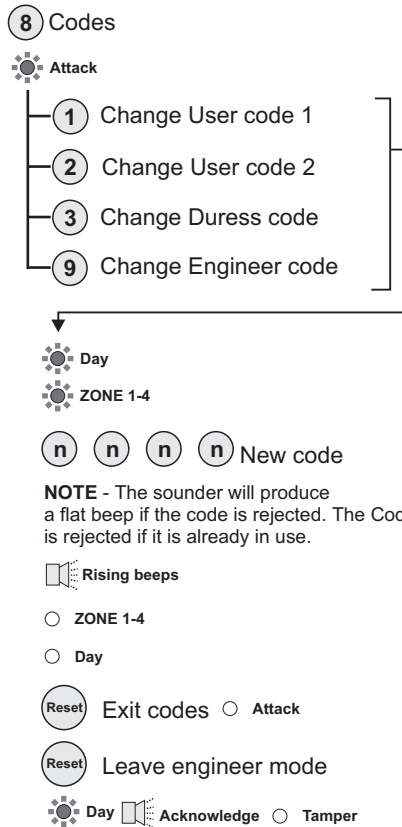 8 Codes
Attack
1 Change User code 1
2 Change User code 2
3 Change Duress code
9 Change Engineer code
Day
ZONE 1-4
n n n n New code
NOTE - The sounder will produce
a flat beep if the code is rejected. The
is rejected if it is already in use.
Rising beeps
ZONE 1-4
Day
Reset Exit codes Attack
Reset Leave engineer mode
Day Acknowledge Tamper